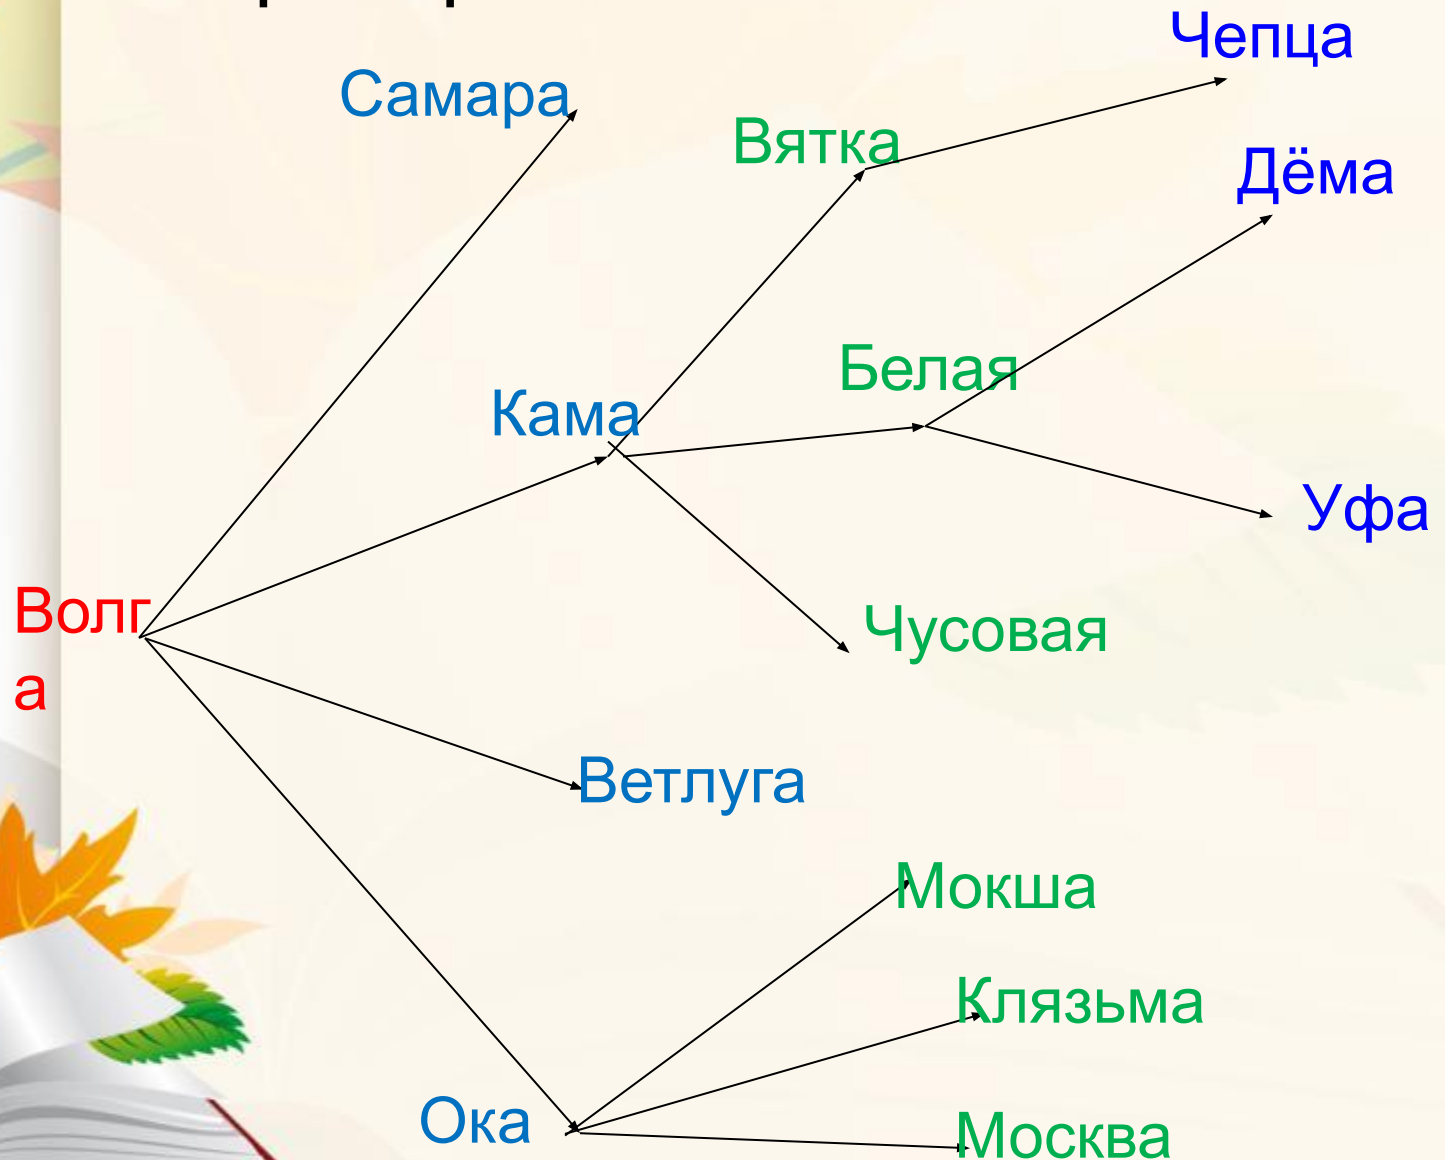 Чепца
Самара
Вятка
Дёма
Белая
Кама
Уфа
Волг
а
Чусовая
Ветлуга
Мокша
Клязьма
Ока
Москва